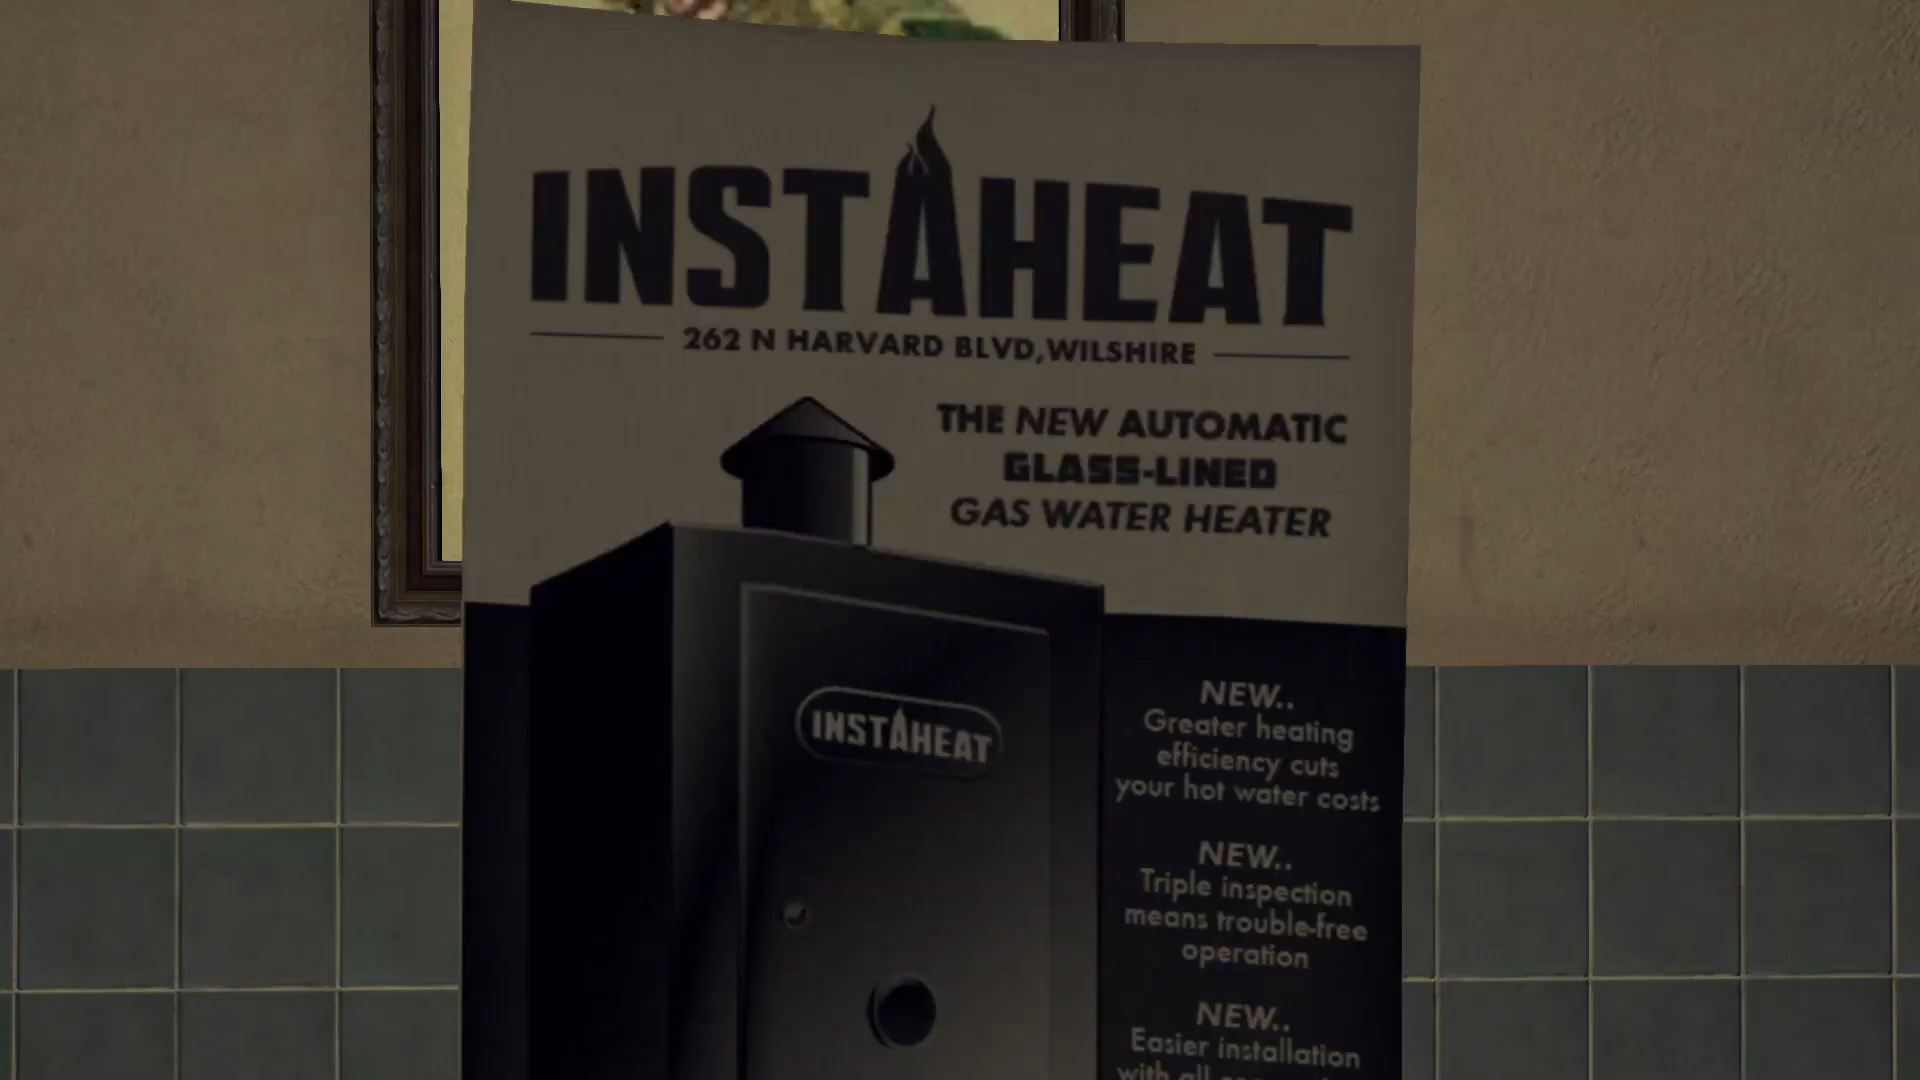 INSTAHEAT
262 N HARVARD BLVD, WILSHIRE
THE NEW AUTOMATIC
GLASS-LINED
GAS WATER HEATER
INSTAHEAT
NEW..
Greater heating
efficiency cuts
your hot water costs
NEW..
Triple inspection
means trouble-free
operation
NEW..
Easier installation
with all